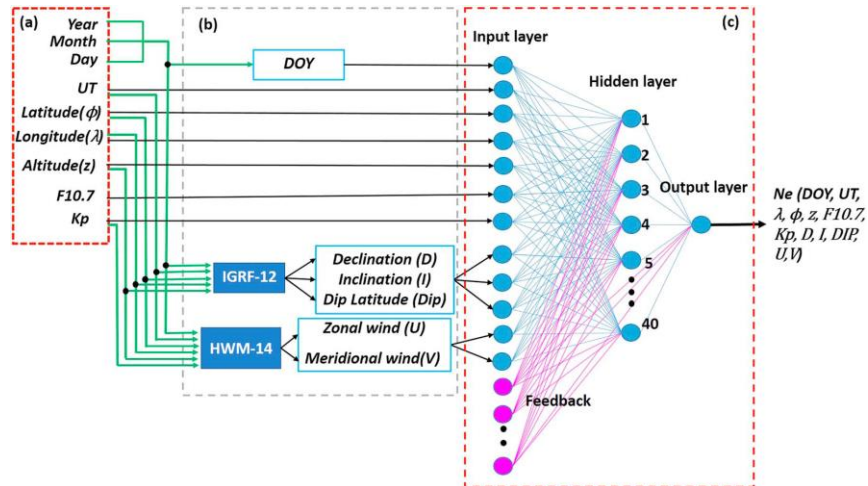 (a)
Year
Month
Day
UT
Latitude(ϕ)
Longitude(λ)
Altitude(z)
F10.7
Kp
(b)
DOY
IGRF-12
Declination (D)
Inclination (I)
Dip Latitude (Dip)
HWM-14
Zonal wind (U)
Meridional wind(V)
(c)
Input layer
Hidden layer
1
2
3
4
5
40
Output layer
Feedback
Ne (DOY, UT,
λ, ϕ, z, F10.7,
Kp, D, I, DIP,
U,V)